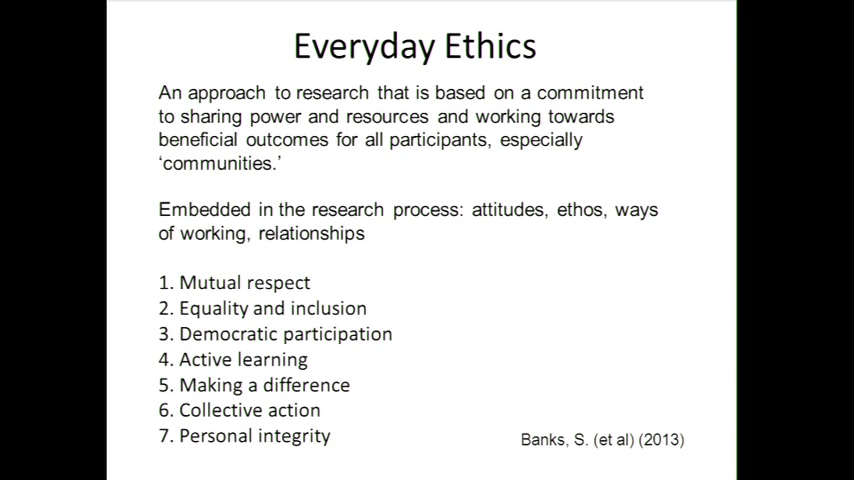 Everyday Ethics
An approach to research that is based on a commitment
to sharing power and resources and working towards
beneficial outcomes for all participants, especially
‘communities.’
Embedded in the research process: attitudes, ethos, ways
of working, relationships
1. Mutual respect
2. Equality and inclusion
3. Democratic participation
4. Active learning
5. Making a difference
6. Collective action
7. Personal integrity
Banks, S. (et al) (2013)